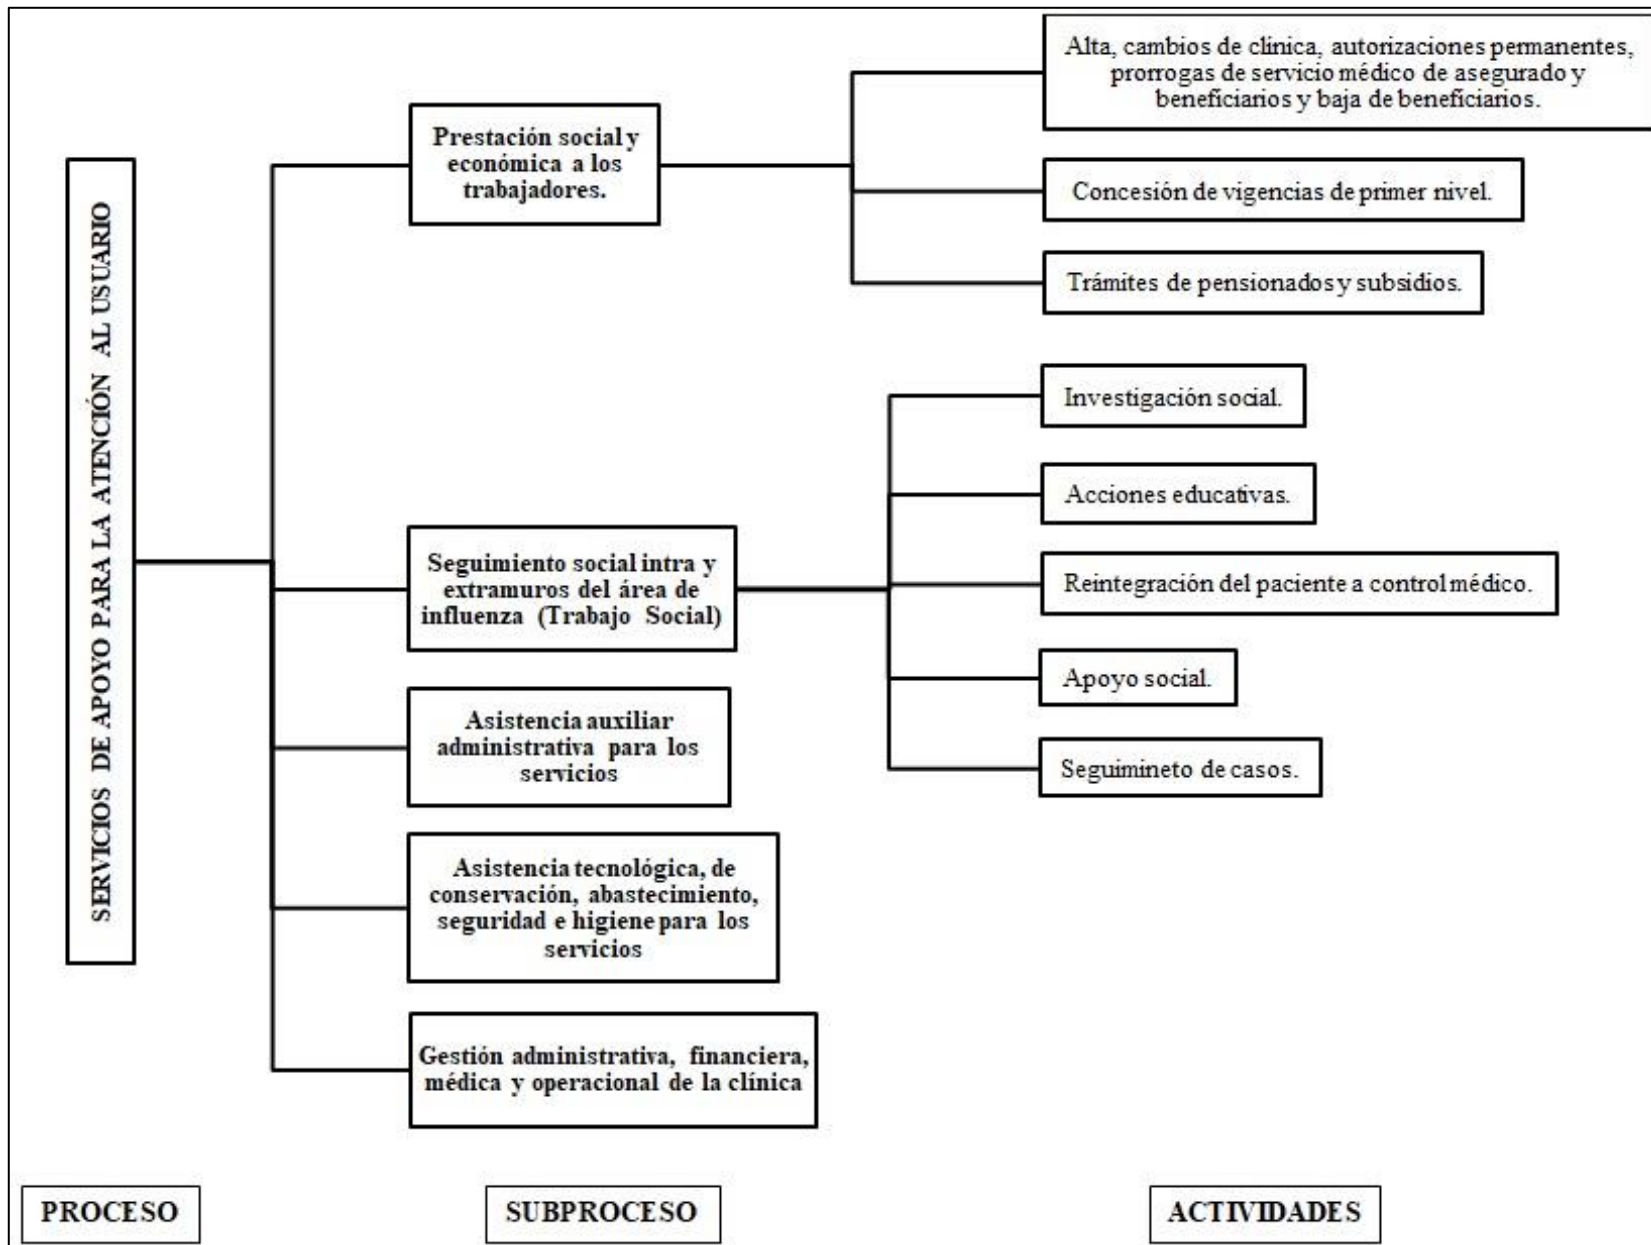 SERVICIOS DE APOYO PARA LA ATENCIÓN AL USUARIO
Prestación social y
económica a los
trabajadores.
Alta, cambios de clínica, autorizaciones permanentes,
prorrogas de servicio médico de asegurado y
beneficiarios y baja de beneficiarios.
Concesión de vigencias de primer nivel.
Trámites de pensionados y subsidios.
Seguimiento social intra y
extramuros del área de
influenza (Trabajo Social)
Investigación social.
Acciones educativas.
Reintegración del paciente a control médico.
Apoyo social.
Seguimineto de casos.
Asistencia auxiliar
administrativa para los
servicios
Asistencia tecnológica, de
conservación, abastecimiento,
seguridad e higiene para los
servicios
Gestión administrativa, financiera,
médica y operacional de la clínica
PROCESO
SUBPROCESO
ACTIVIDADES